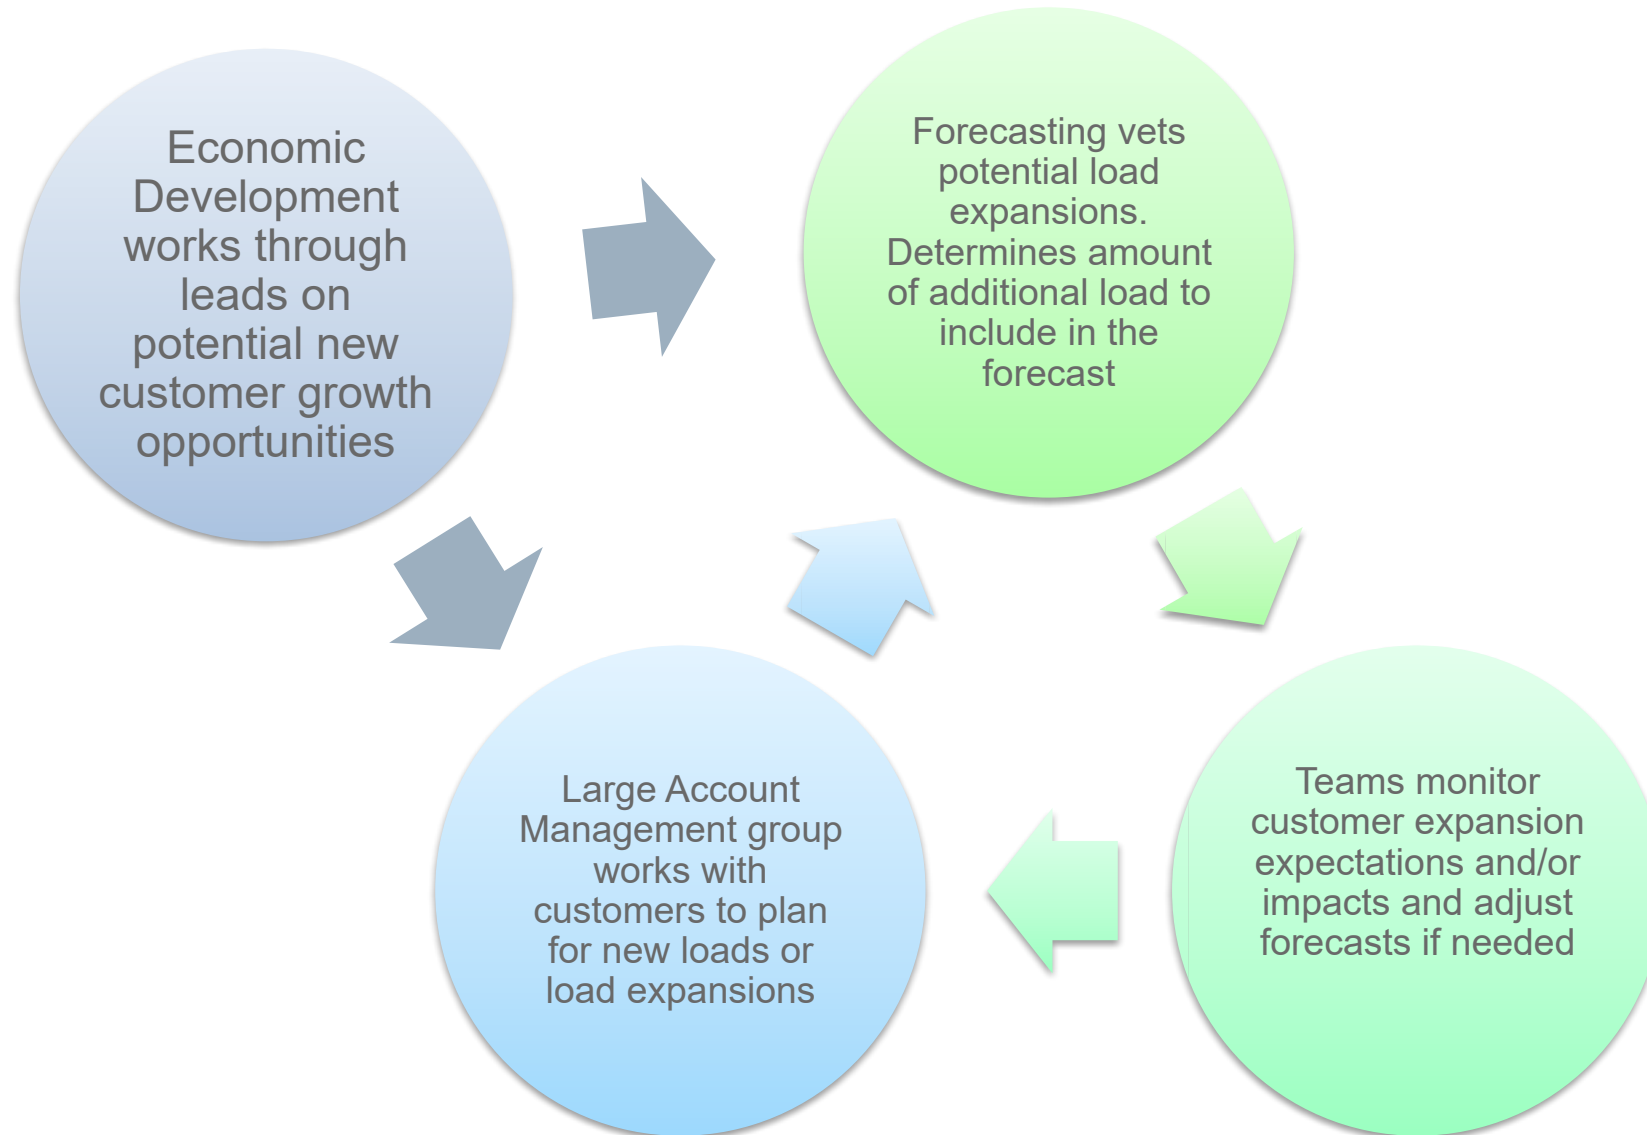 Economic
Development
works through
leads on
potential new
customer growth
opportunities
Forecasting vets
potential load
expansions.
Determines amount
of additional load to
include in the
forecast
Large Account
Management group
works with
customers to plan
for new loads or
load expansions
Teams monitor
customer expansion
expectations and/or
impacts and adjust
forecasts if needed